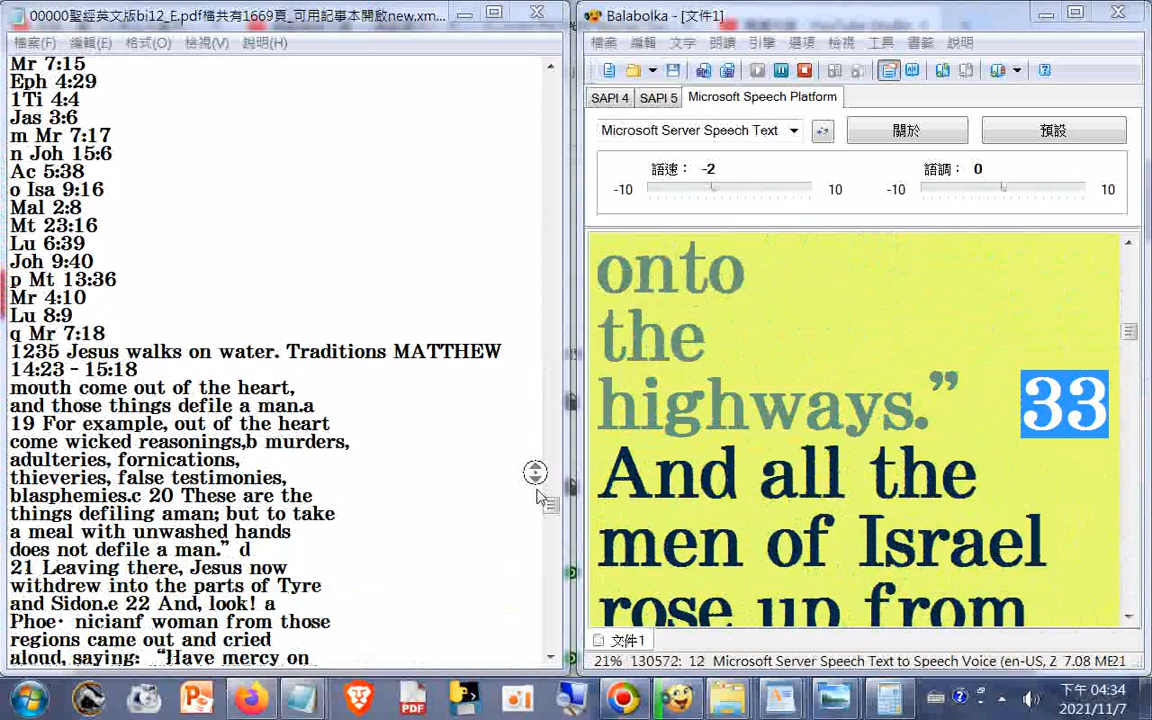 00000聖經英文版bi12_E.pdf檔共有1669頁_可用記事本開啟new.xm...
檔案(F) 編輯(E) 格式(O) 檢視(V) 說明(H)
Mr 7:15
Eph 4:29
1Ti 4:4
Jas 3:6
m Mr 7:17
n Joh 15:6
Ac 5:38
o Isa 9:16
Mal 2:8
Mt 23:16
Lu 6:39
Joh 9:40
p Mt 13:36
Mr 4:10
Lu 8:9
q Mr 7:18
1235 Jesus walks on water. Traditions MATTHEW
14:23 - 15:18
mouth come out of the heart,
and those things defile a man.a
19 For example, out of the heart
come wicked reasonings,b murders,
adulteries, fornications,
thieveries, false testimonies,
blasphemies.c 20 These are the
things defiling aman; but to take
a meal with unwashed hands
does not defile a man.” d
21 Leaving there, Jesus now
withdrew into the parts of Tyre
and Sidon.e 22 And, look! a
Phoe· nicianf woman from those
regions came out and cried
aloud, saying: “Have mercy on
Balabolka - [文件1]
檔案 編輯 文字 朗讀 引擎 選項 檢視 工具 書籤 說明
SAPI 4 SAPI 5 Microsoft Speech Platform
Microsoft Server Speech Text 關於 預設
語速： -2 語調： 0
-10 10 -10 10
onto
the
highways.” 33
And all the
men of Israel
rose up from
文件1
21% 130572: 12 Microsoft Server Speech Text to Speech Voice (en-US, Z 7.08 ME21
PDF
下午 04:34
2021/11/7